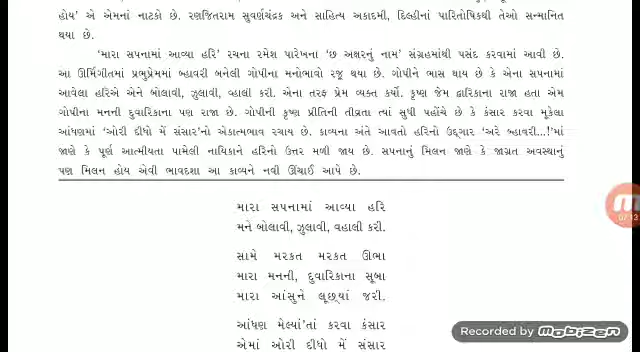 હોય' એ એમનાં નાટકો છે. રણજિતરામ સુવર્ણચંદ્રક અને સાહિત્ય અકાદમી, દિલ્હીનાં પારિતોષિકથી તેઓ સન્માનિત
થયા છે.
'મારા સપનામાં આવ્યા હરિ' રચના રમેશ પારેખના 'છ અક્ષરનું નામ' સંગ્રહમાંથી પસંદ કરવામાં આવી છે.
આ ઊર્મિગીતમાં પ્રભુપ્રેમમાં બ્હાવરી બનેલી ગોપીના મનોભાવો રજૂ થયા છે. ગોપીને ભાસ થાય છે કે એના સપનામાં
આવેલા હરિએ એને બોલાવી, ઝુલાવી, વ્હાલી કરી. એના તરફ પ્રેમ વ્યક્ત કર્યો. કૃષ્ણ જેમ દ્વારિકાના રાજા હતા એમ
ગોપીના મનની દુવારિકાના પણ રાજા છે. ગોપીની કૃષ્ણ પ્રીતિની તીવ્રતા ત્યાં સુધી પહોંચે છે કે કંસાર કરવા મૂકેલા
આંધણમાં 'ઓરી દીધો મેં સંસાર'નો એકાત્મભાવ રચાય છે. કાવ્યના અંતે આવતો હરિનો ઉદ્ગાર 'અરે બ્હાવરી...!'માં
જાણે કે પૂર્ણ આત્મીયતા પામેલી નાયિકાને હરિનો ઉત્તર મળી જાય છે. સપનાનું મિલન જાણે કે જાગ્રત અવસ્થાનું
પણ મિલન હોય એવી ભાવદશા આ કાવ્યને નવી ઊંચાઈ આપે છે.
મારા સપનામાં આવ્યા હરિ
મને બોલાવી, ઝુલાવી, વહાલી કરી.
સામે મરકત મરકત ઊભા
મારા મનની, દુવારિકાના સૂબા
મારા આંસુને લૂછ્યાં જરી.
આંધણ મેલ્યાં'તાં કરવા કંસાર
એમાં ઓરી દીધો મેં સંસાર
07:13
Recorded by Mobizen